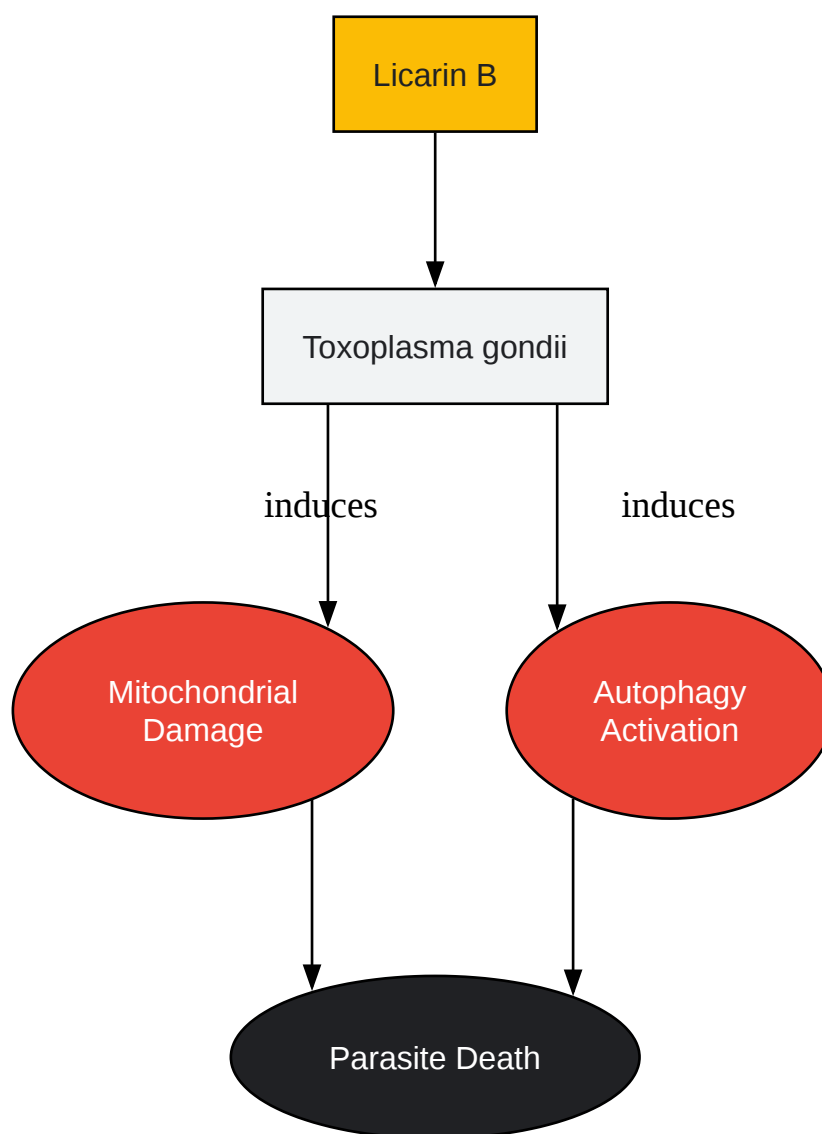 Licarin B
Toxoplasma gondii
induces
induces
Mitochondrial
Damage
Autophagy
Activation
Parasite Death